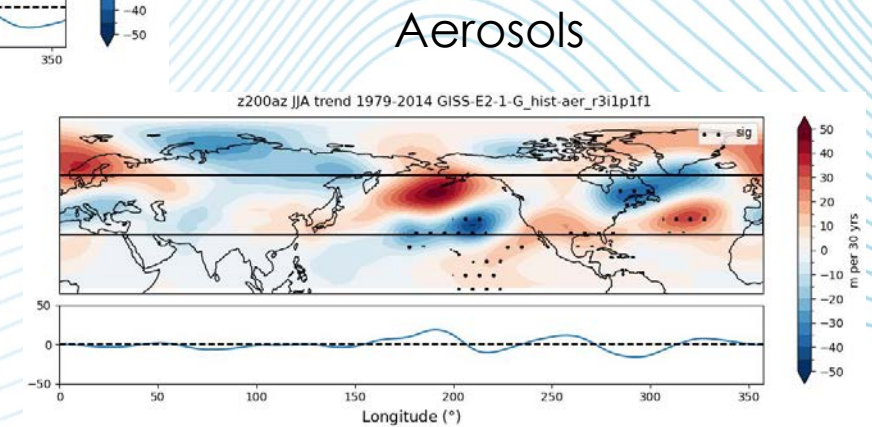 −40
−50
350
Aerosols
z200az JJA trend 1979-2014 GISS-E2-1-G_hist-aer_r3i1p1f1
sig
50
40
30
20
10
0
−10
−20
−30
−40
−50
m per 30 yrs
50
0
−50
0 50 100 150 200 250 300 350
Longitude (°)